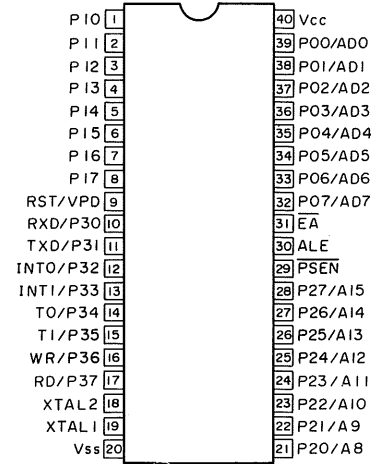 P10 1 40 Vcc
P11 2 39 P00/AD0
P12 3 38 P01/AD1
P13 4 37 P02/AD2
P14 5 36 P03/AD3
P15 6 35 P04/AD4
P16 7 34 P05/AD5
P17 8 33 P06/AD6
RST/VPD 9 32 P07/AD7
RXD/P30 10 31 EA
TXD/P31 11 30 ALE
INT0/P32 12 29 PSEN
INT1/P33 13 28 P27/A15
T0/P34 14 27 P26/A14
T1/P35 15 26 P25/A13
WR/P36 16 25 P24/A12
RD/P37 17 24 P23/A11
XTAL2 18 23 P22/A10
XTAL1 19 22 P21/A9
Vss 20 21 P20/A8